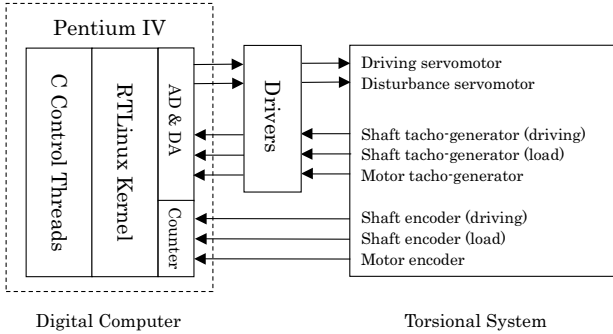 Pentium IV
C Control Threads
RTLinux Kernel
AD & DA
Counter
Drivers
Driving servomotor
Disturbance servomotor
Shaft tacho-generator (driving)
Shaft tacho-generator (load)
Motor tacho-generator
Shaft encoder (driving)
Shaft encoder (load)
Motor encoder
Digital Computer
Torsional System